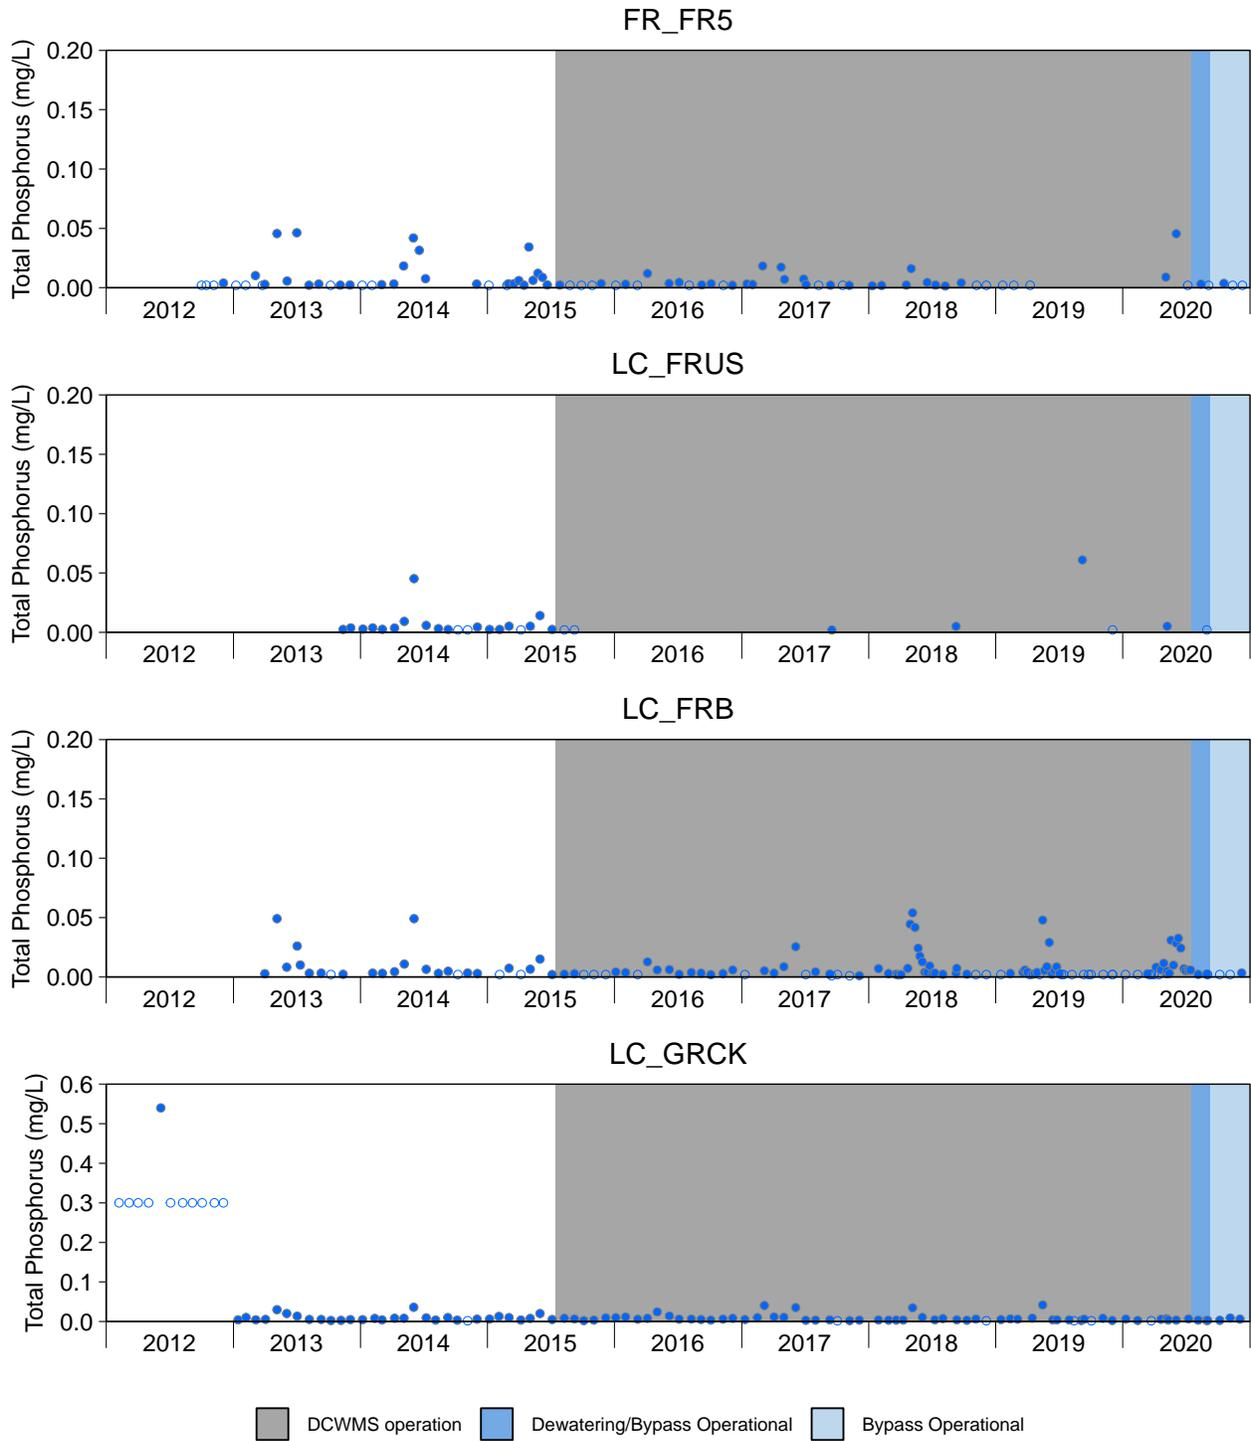 FR_FR5
Total Phosphorus (mg/L)
0.20
0.15
0.10
0.05
0.00
2012 2013 2014 2015 2016 2017 2018 2019 2020
LC_FRUS
Total Phosphorus (mg/L)
0.20
0.15
0.10
0.05
0.00
2012 2013 2014 2015 2016 2017 2018 2019 2020
LC_FRB
Total Phosphorus (mg/L)
0.20
0.15
0.10
0.05
0.00
2012 2013 2014 2015 2016 2017 2018 2019 2020
LC_GRCK
Total Phosphorus (mg/L)
0.6
0.5
0.4
0.3
0.2
0.1
0.0
2012 2013 2014 2015 2016 2017 2018 2019 2020
DCWMS operation Dewatering/Bypass Operational Bypass Operational